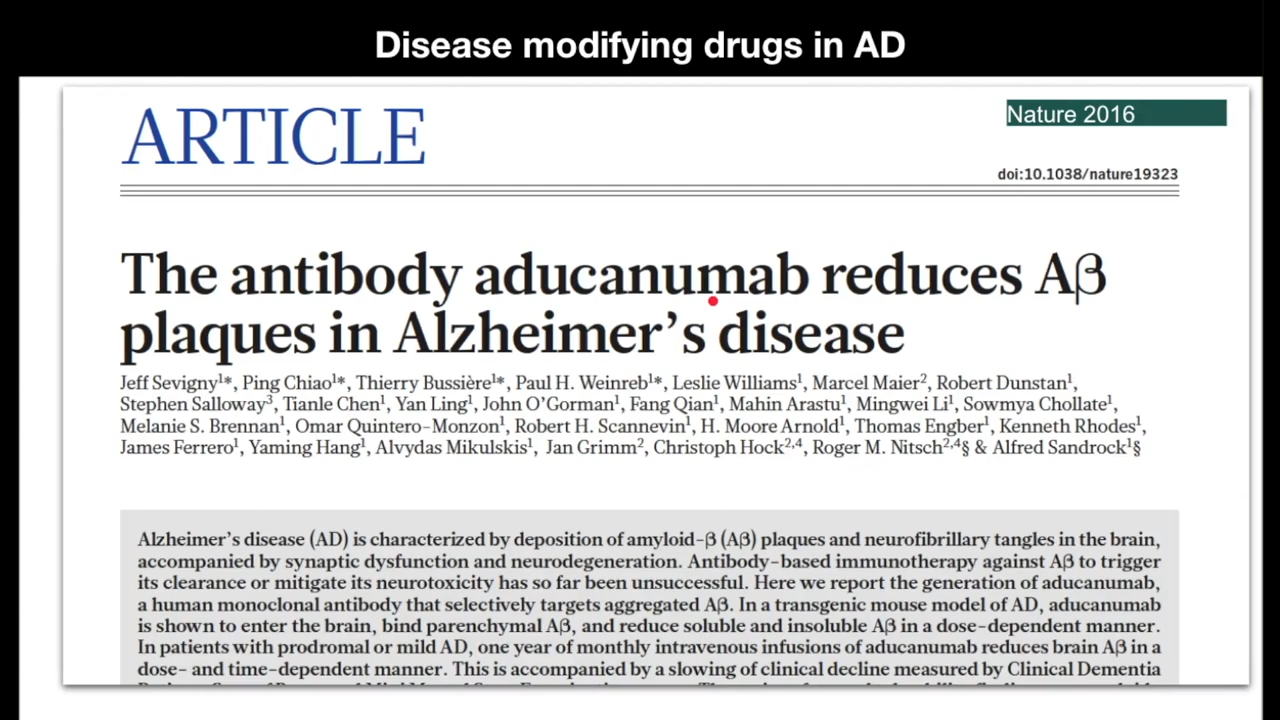 Disease modifying drugs in AD
ARTICLE
Nature 2016
doi:10.1038/nature19323
The antibody aducanumab reduces Aβ
plaques in Alzheimer's disease
Jeff Sevigny¹*, Ping Chiao¹*, Thierry Bussière¹*, Paul H. Weinreb¹*, Leslie Williams¹, Marcel Maier², Robert Dunstan¹,
Stephen Salloway³, Tianle Chen¹, Yan Ling¹, John O'Gorman¹, Fang Qian¹, Mahin Arastu¹, Mingwei Li¹, Sowmya Chollate¹,
Melanie S. Brennan¹, Omar Quintero-Monzon¹, Robert H. Scannevin¹, H. Moore Arnold¹, Thomas Engber¹, Kenneth Rhodes¹,
James Ferrero¹, Yaming Hang¹, Alvydas Mikulskis¹, Jan Grimm², Christoph Hock²,⁴, Roger M. Nitsch²,⁴§ & Alfred Sandrock¹§
Alzheimer's disease (AD) is characterized by deposition of amyloid-β (Aβ) plaques and neurofibrillary tangles in the brain,
accompanied by synaptic dysfunction and neurodegeneration. Antibody-based immunotherapy against Aβ to trigger
its clearance or mitigate its neurotoxicity has so far been unsuccessful. Here we report the generation of aducanumab,
a human monoclonal antibody that selectively targets aggregated Aβ. In a transgenic mouse model of AD, aducanumab
is shown to enter the brain, bind parenchymal Aβ, and reduce soluble and insoluble Aβ in a dose-dependent manner.
In patients with prodromal or mild AD, one year of monthly intravenous infusions of aducanumab reduces brain Aβ in a
dose- and time-dependent manner. This is accompanied by a slowing of clinical decline measured by Clinical Dementia